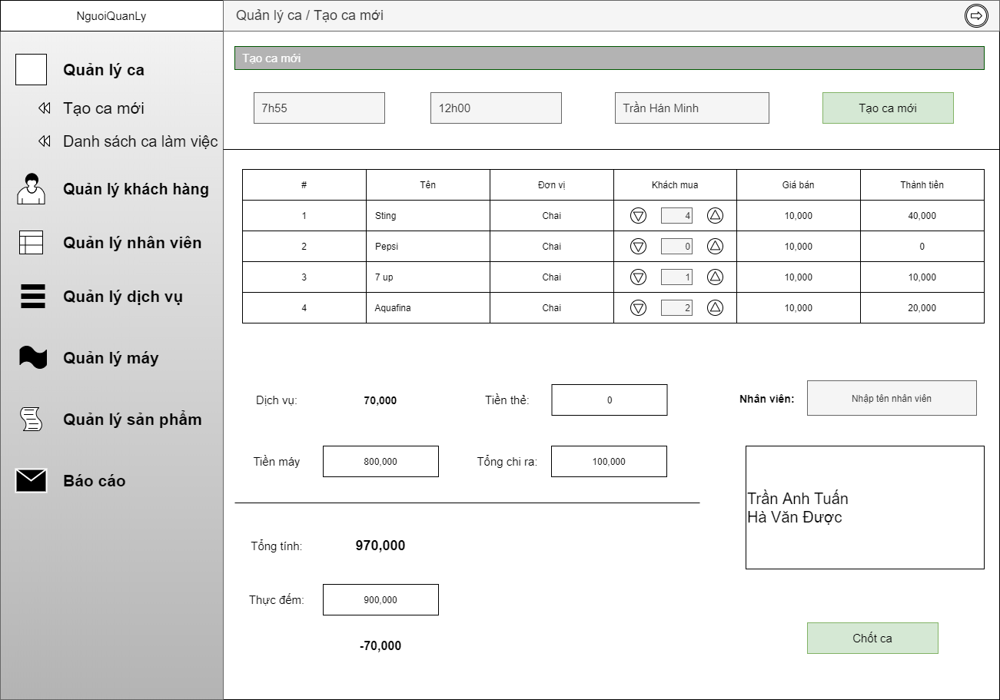 NguoiQuanLy
Quản lý ca / Tạo ca mới
Quản lý ca
Tạo ca mới
Danh sách ca làm việc
Quản lý khách hàng
Quản lý nhân viên
Quản lý dịch vụ
Quản lý máy
Quản lý sản phẩm
Báo cáo
Tạo ca mới
7h55 12h00 Trần Hán Minh Tạo ca mới
# Tên Đơn vị Khách mua Giá bán Thành tiền
1 Sting Chai 4 10,000 40,000
2 Pepsi Chai 0 10,000 0
3 7 up Chai 1 10,000 10,000
4 Aquafina Chai 2 10,000 20,000
Dịch vụ: 70,000 Tiền thẻ: 0 Nhân viên: Nhập tên nhân viên
Tiền máy 800,000 Tổng chi ra: 100,000
Trần Anh Tuấn
Hà Văn Được
Tổng tính: 970,000
Thực đếm: 900,000
-70,000
Chốt ca